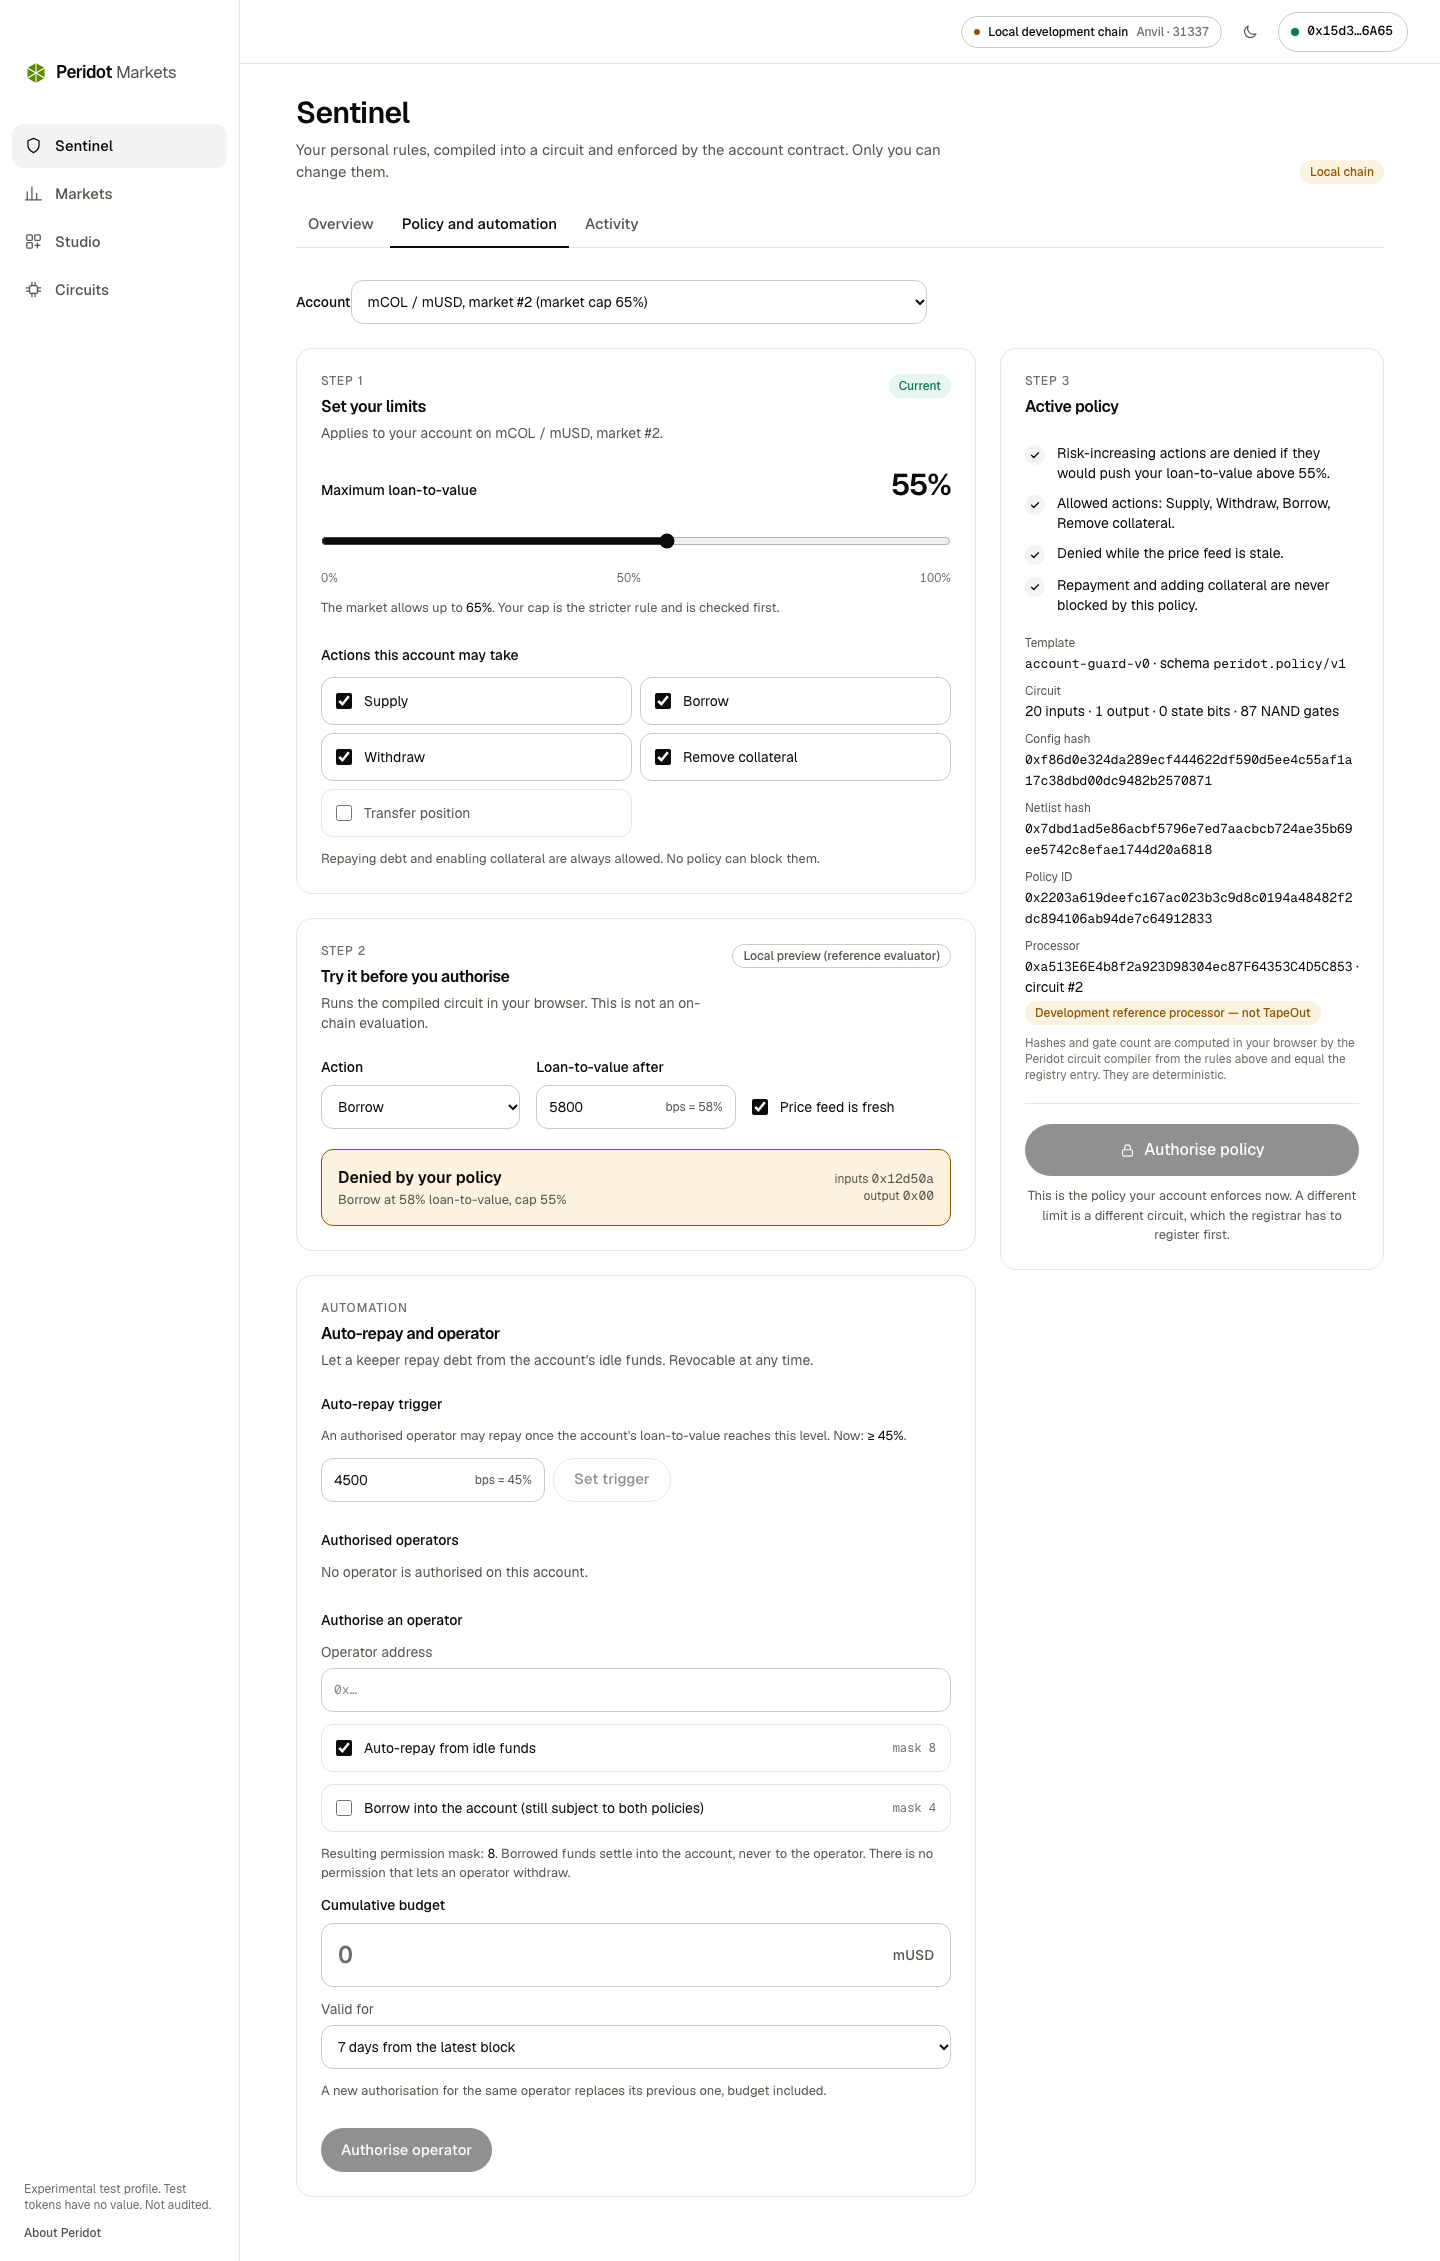 Local development chain Anvil · 31337
0x15d3…6A65
Peridot Markets
Sentinel
Markets
Studio
Circuits
Sentinel
Your personal rules, compiled into a circuit and enforced by the account contract. Only you can
change them.
Local chain
Overview
Policy and automation
Activity
Account
mCOL / mUSD, market #2 (market cap 65%)
STEP 1
Current
Set your limits
Applies to your account on mCOL / mUSD, market #2.
Maximum loan-to-value
55%
0%
50%
100%
The market allows up to 65%. Your cap is the stricter rule and is checked first.
Actions this account may take
Supply
Borrow
Withdraw
Remove collateral
Transfer position
Repaying debt and enabling collateral are always allowed. No policy can block them.
STEP 2
Local preview (reference evaluator)
Try it before you authorise
Runs the compiled circuit in your browser. This is not an on-
chain evaluation.
Action
Loan-to-value after
Borrow
5800
bps = 58%
Price feed is fresh
Denied by your policy
Borrow at 58% loan-to-value, cap 55%
inputs 0x12d50a
output 0x00
AUTOMATION
Auto-repay and operator
Let a keeper repay debt from the account's idle funds. Revocable at any time.
Auto-repay trigger
An authorised operator may repay once the account's loan-to-value reaches this level. Now: ≥ 45%.
4500
bps = 45%
Set trigger
Authorised operators
No operator is authorised on this account.
Authorise an operator
Operator address
0x…
Auto-repay from idle funds
mask 8
Borrow into the account (still subject to both policies)
mask 4
Resulting permission mask: 8. Borrowed funds settle into the account, never to the operator. There is no
permission that lets an operator withdraw.
Cumulative budget
0
mUSD
Valid for
7 days from the latest block
A new authorisation for the same operator replaces its previous one, budget included.
Authorise operator
STEP 3
Active policy
Risk-increasing actions are denied if they
would push your loan-to-value above 55%.
Allowed actions: Supply, Withdraw, Borrow,
Remove collateral.
Denied while the price feed is stale.
Repayment and adding collateral are never
blocked by this policy.
Template
account-guard-v0 · schema peridot.policy/v1
Circuit
20 inputs · 1 output · 0 state bits · 87 NAND gates
Config hash
0xf86d0e324da289ecf444622df590d5ee4c55af1a
17c38dbd00dc9482b2570871
Netlist hash
0x7dbd1ad5e86acbf5796e7ed7aacbcb724ae35b69
ee5742c8efae1744d20a6818
Policy ID
0x2203a619deefc167ac023b3c9d8c0194a48482f2
dc894106ab94de7c64912833
Processor
0xa513E6E4b8f2a923D98304ec87F64353C4D5C853 ·
circuit #2
Development reference processor — not TapeOut
Hashes and gate count are computed in your browser by the
Peridot circuit compiler from the rules above and equal the
registry entry. They are deterministic.
Authorise policy
This is the policy your account enforces now. A different
limit is a different circuit, which the registrar has to
register first.
Experimental test profile. Test
tokens have no value. Not audited.
About Peridot